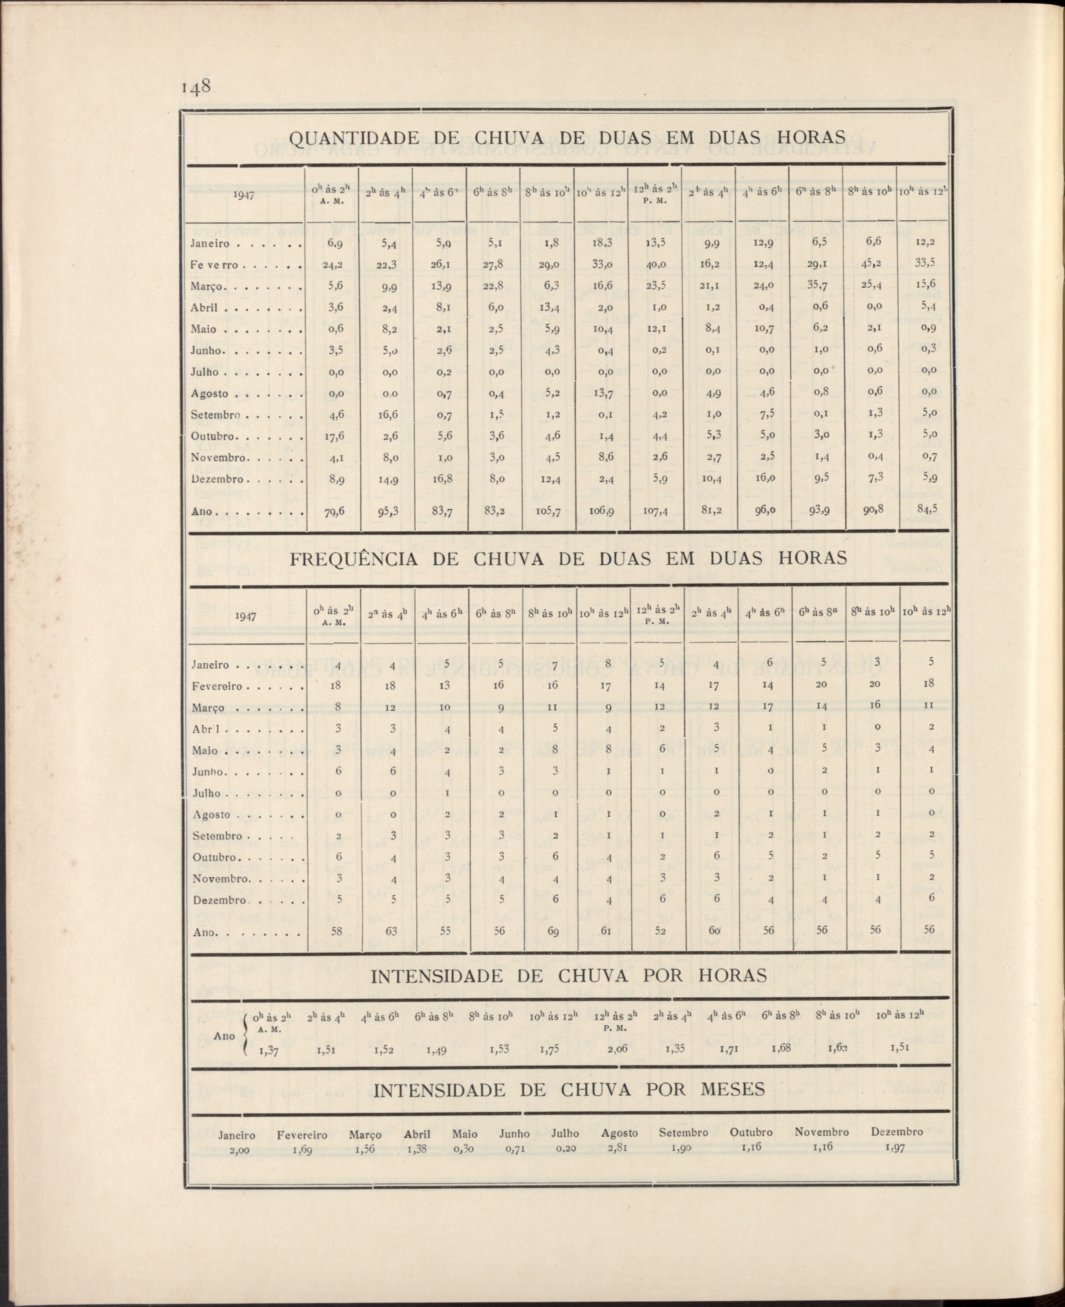 148
QUANTIDADE DE CHUVA DE DUAS EM DUAS HORAS
1947 0h às 2h A. M. 2h às 4h 4h às 6h 6h às 8h 8h às 10h 10h às 12h 12h às 2h P. M. 2h às 4h 4h às 6h 6h às 8h 8h às 10h 10h às 12h
Janeiro . . . . . . 6,9 5,4 5,9 5,1 1,8 18,3 13,5 9,9 12,9 6,5 6,6 12,2
Fe ve rro . . . . . . 24,2 22,3 26,1 27,8 29,0 33,0 40,0 16,2 12,4 29,1 45,2 33,5
Março. . . . . . . . 5,6 9,9 13,9 22,8 6,3 16,6 23,5 21,1 24,0 35,7 25,4 15,6
Abril . . . . . . . . 3,6 2,4 8,1 6,0 13,4 2,0 1,0 1,2 0,4 0,6 0,0 5,4
Maio . . . . . . . . 0,6 8,2 2,1 2,5 5,9 10,4 12,1 8,4 10,7 6,2 2,1 0,9
Junho. . . . . . . . 3,5 5,0 2,6 2,5 4,3 0,4 0,2 0,1 0,0 1,0 0,6 0,3
Julho . . . . . . . . 0,0 0,0 0,2 0,0 0,0 0,0 0,0 0,0 0,0 0,0 0,0 0,0
Agosto . . . . . . . 0,0 0.0 0,7 0,4 5,2 13,7 0.0 4,9 4,6 0,8 0,6 0,0
Setembro . . . . . . 4,6 16,6 0,7 1,5 1,2 0,1 4,2 1,0 7,5 0,1 1,3 5,0
Outubro. . . . . . . 17,6 2,6 5,6 3,6 4,6 1,4 4,4 5,3 5,0 3,0 1,3 5,0
Novembro. . . . . . 4,1 8,0 1,0 3,0 4,5 8,6 2,6 2,7 2,5 1,4 0,4 0,7
Dezembro. . . . . . 8,9 14,9 16,8 8,0 12,4 2,4 5,9 10,4 16,0 9,5 7,3 5,9
Ano. . . . . . . . . 79,6 95,3 83,7 83,2 105,7 106,9 107,4 81,2 96,0 93,9 90,8 84,5
FREQUÊNCIA DE CHUVA DE DUAS EM DUAS HORAS
1947 0h às 2h A. M. 2h às 4h 4h às 6h 6h às 8h 8h às 10h 10h às 12h 12h às 2h P. M. 2h às 4h 4h às 6h 6h às 8h 8h às 10h 10h às 12h
Janeiro . . . . . . 4 4 5 5 7 8 5 4 6 5 3 5
Fevereiro . . . . . . 18 18 13 16 16 17 14 17 14 20 20 18
Março . . . . . . . 8 12 10 9 11 9 12 12 17 14 16 11
Abr l . . . . . . . . 3 3 4 4 5 4 2 3 1 1 0 2
Maio . . . . . . . . 3 4 2 2 8 8 6 5 4 5 3 4
Junho. . . . . . . . 6 6 4 3 3 1 1 1 0 2 1 1
Julho . . . . . . . . 0 0 1 0 0 0 0 0 0 0 0 0
Agosto . . . . . . . 0 0 2 2 1 1 0 2 1 1 1 0
Setembro . . . . . 2 3 3 3 2 1 1 1 2 1 2 2
Outubro. . . . . . . 6 4 3 3 6 4 2 6 5 2 5 5
Novembro. . . . . . 3 4 3 4 4 4 3 3 2 1 1 2
Dezembro. . . . . . 5 5 5 5 6 4 6 6 4 4 4 6
Ano. . . . . . . . 58 63 55 56 69 61 52 60 56 56 56 56
INTENSIDADE DE CHUVA POR HORAS
0h às 2h 2h às 4h 4h às 6h 6h às 8h 8h às 10h 10h às 12h 12h às 2h 2h às 4h 4h às 6h 6h às 8h 8h às 10h 10h às 12h
A. M. P. M.
Ano
1,37 1,51 1,52 1,49 1,53 1,75 2,06 1,35 1,71 1,68 1,62 1,51
INTENSIDADE DE CHUVA POR MESES
Janeiro Fevereiro Março Abril Maio Junho Julho Agosto Setembro Outubro Novembro Dezembro
2,00 1,69 1,56 1,38 0,30 0,71 0,20 2,81 1,90 1,16 1,16 1,97